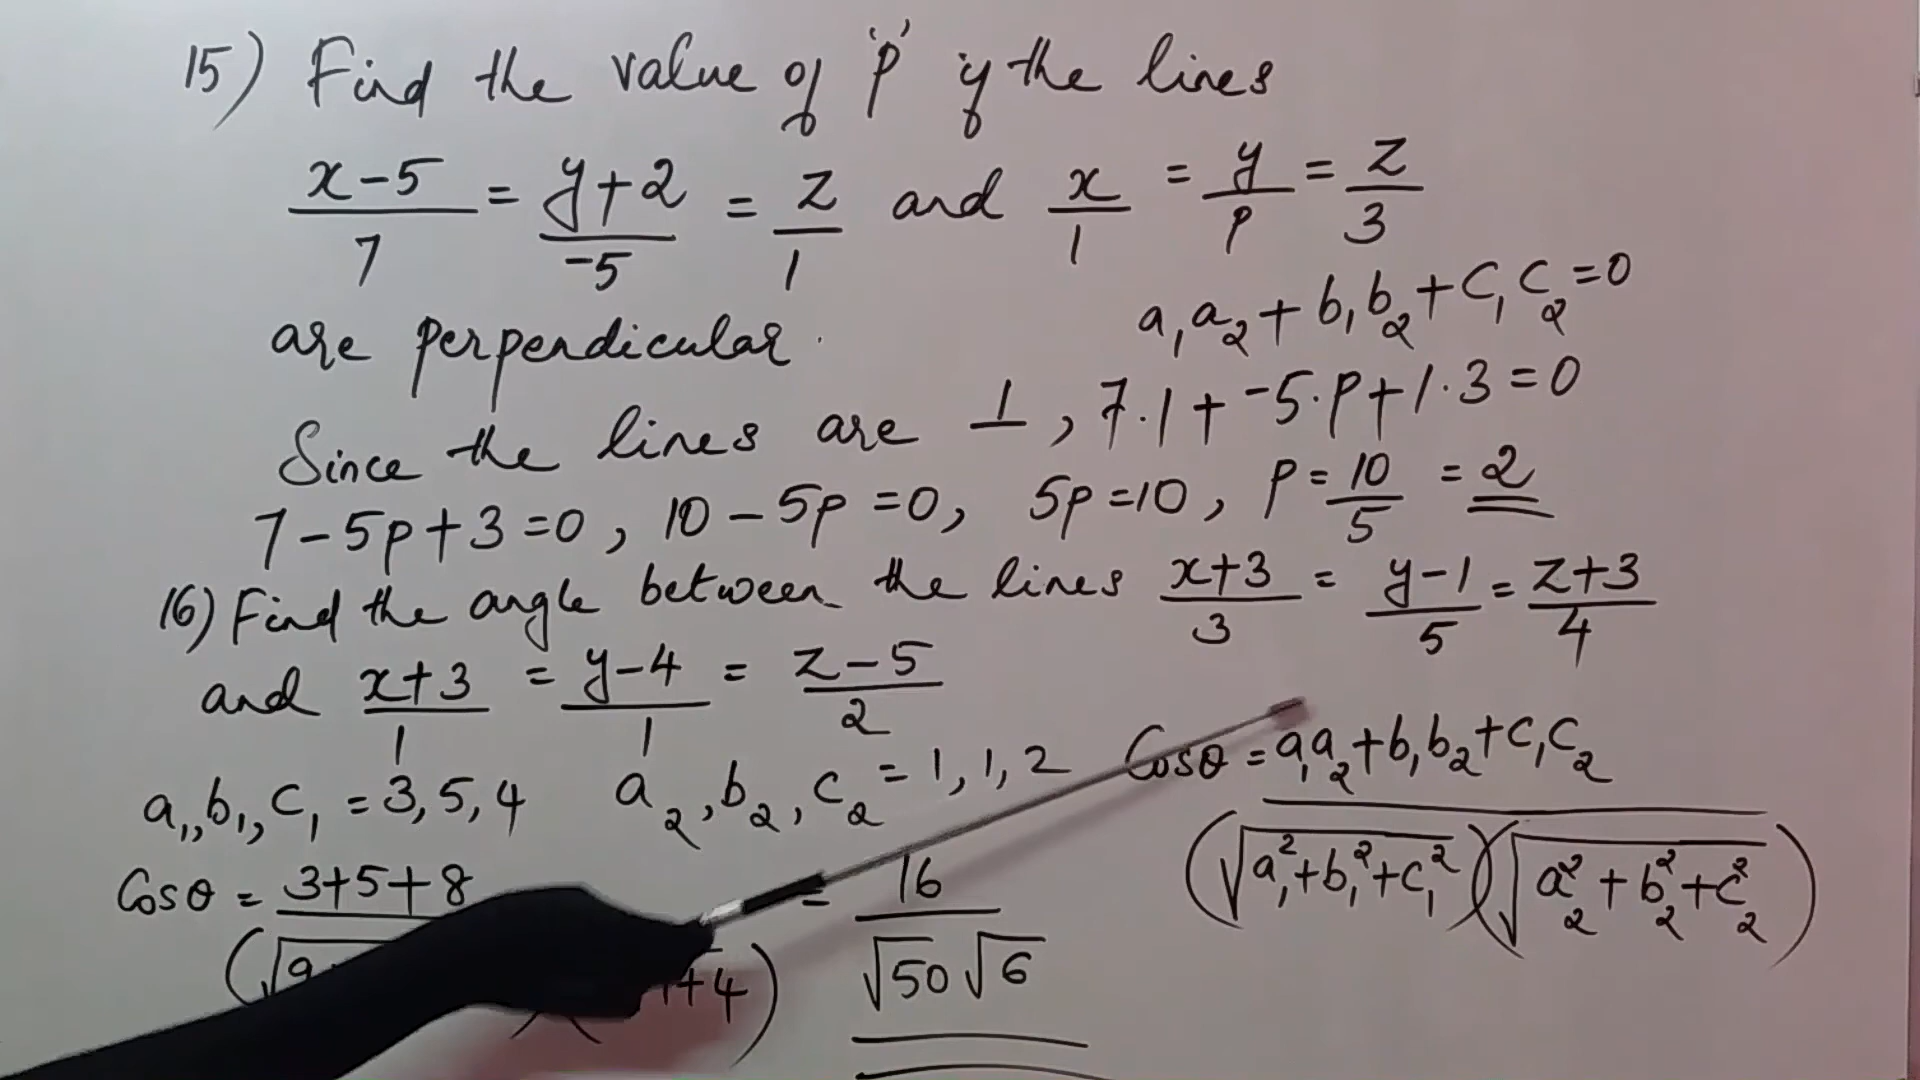 15) Find the value of 'p' if the lines
x-5/7 = y+2/-5 = z/1 and x/1 = y/p = z/3
are perpendicular.
a₁a₂ + b₁b₂ + c₁c₂ = 0
Since the lines are ⊥, 7.1 + -5.p + 1.3 = 0
7-5p+3=0, 10-5p=0, 5p=10, p=10/5 = 2
16) Find the angle between the lines x+3/3 = y-1/5 = z+3/4
and x+3/1 = y-4/1 = z-5/2
a₁, b₁, c₁ = 3, 5, 4 a₂, b₂, c₂ = 1, 1, 2
Cosθ = a₁a₂+b₁b₂+c₁c₂ / (√a₁²+b₁²+c₁²)(√a₂²+b₂²+c₂²)
Cosθ = 3+5+8 / (√9 +4) = 16/√50√6